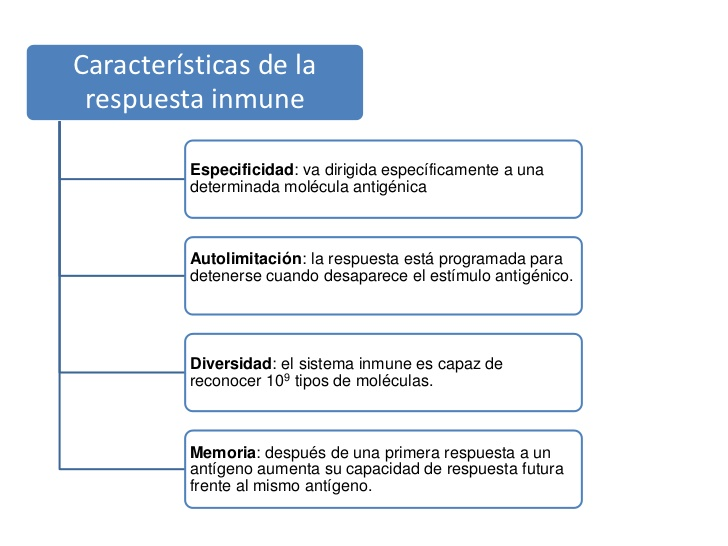 Características de la
respuesta inmune
Especificidad: va dirigida específicamente a una
determinada molécula antigénica
Autolimitación: la respuesta está programada para
detenerse cuando desaparece el estímulo antigénico.
Diversidad: el sistema inmune es capaz de
reconocer 10⁹ tipos de moléculas.
Memoria: después de una primera respuesta a un
antígeno aumenta su capacidad de respuesta futura
frente al mismo antígeno.